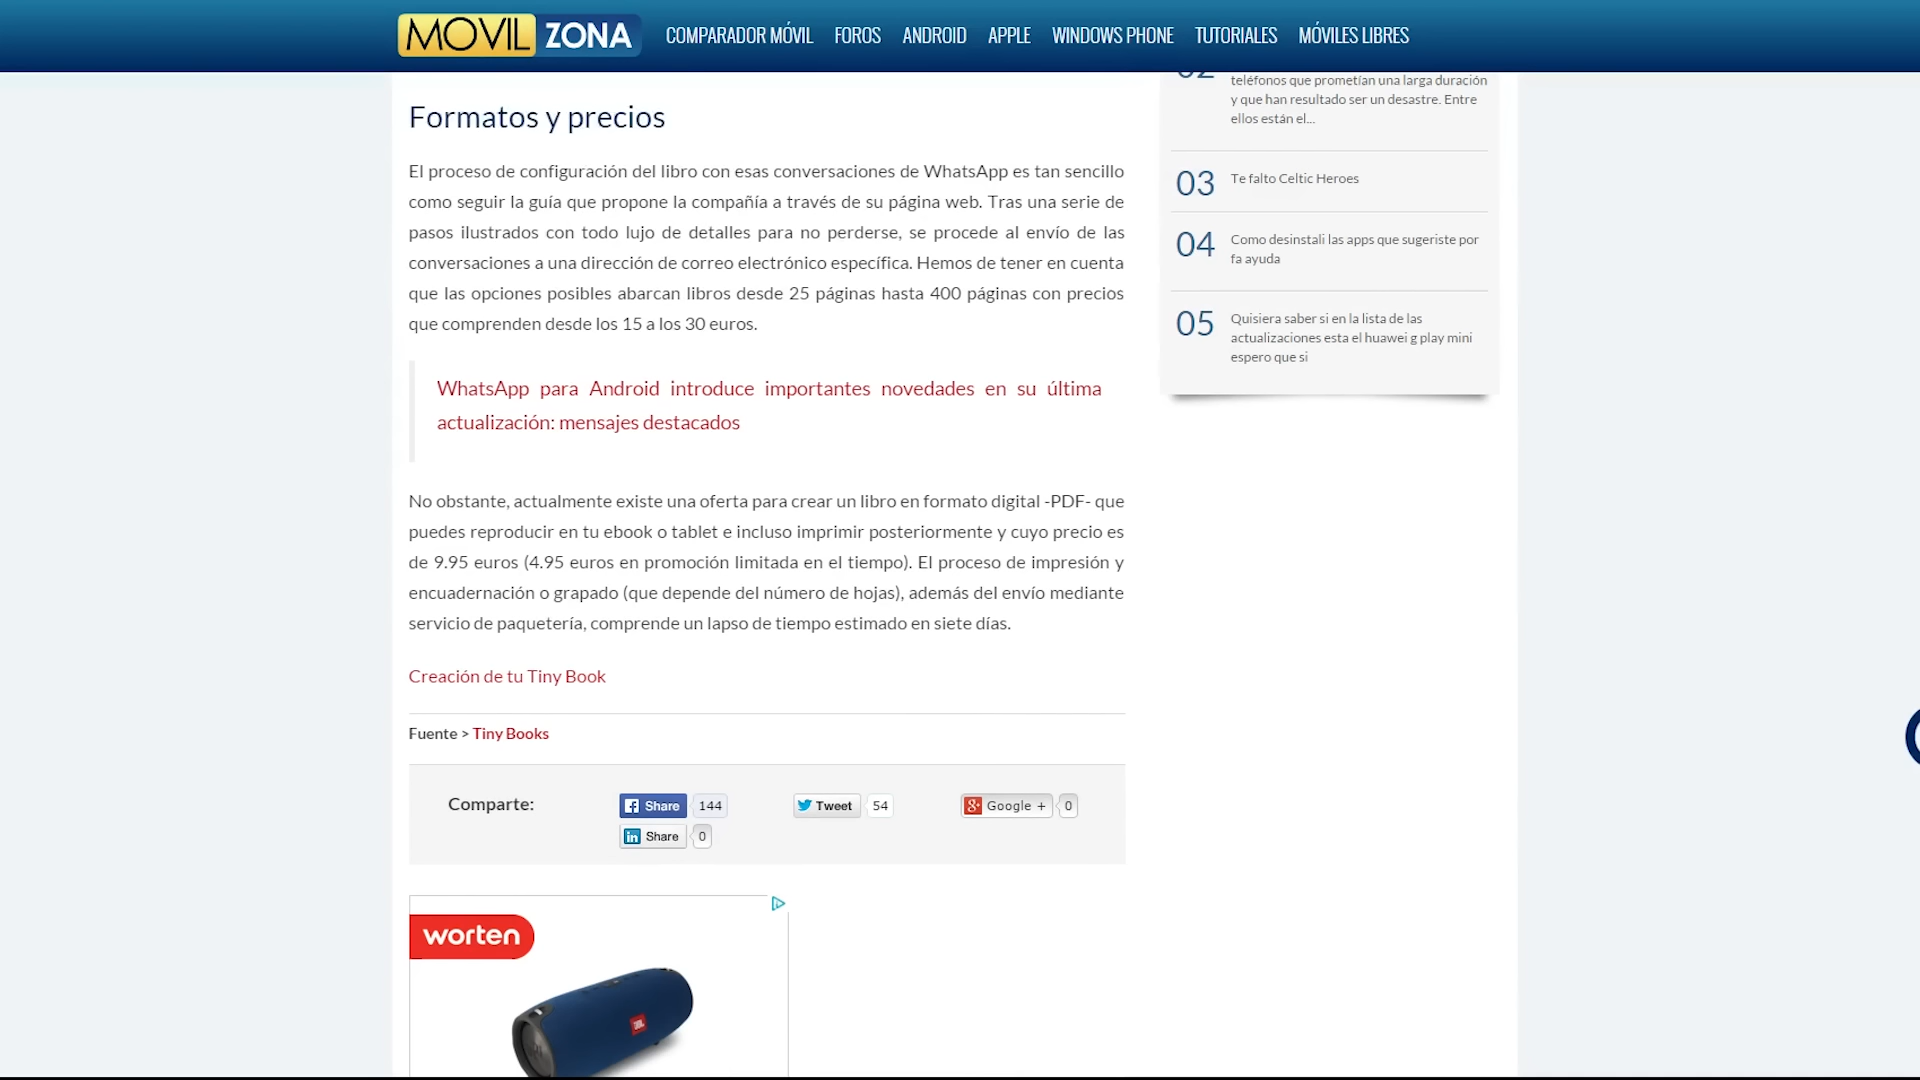 MOVIL ZONA COMPARADOR MÓVIL FOROS ANDROID APPLE WINDOWS PHONE TUTORIALES MÓVILES LIBRES
Formatos y precios
El proceso de configuración del libro con esas conversaciones de WhatsApp es tan sencillo
como seguir la guía que propone la compañía a través de su página web. Tras una serie de
pasos ilustrados con todo lujo de detalles para no perderse, se procede al envío de las
conversaciones a una dirección de correo electrónico específica. Hemos de tener en cuenta
que las opciones posibles abarcan libros desde 25 páginas hasta 400 páginas con precios
que comprenden desde los 15 a los 30 euros.
WhatsApp para Android introduce importantes novedades en su última
actualización: mensajes destacados
No obstante, actualmente existe una oferta para crear un libro en formato digital -PDF- que
puedes reproducir en tu ebook o tablet e incluso imprimir posteriormente y cuyo precio es
de 9.95 euros (4.95 euros en promoción limitada en el tiempo). El proceso de impresión y
encuadernación o grapado (que depende del número de hojas), además del envío mediante
servicio de paquetería, comprende un lapso de tiempo estimado en siete días.
Creación de tu Tiny Book
Fuente > Tiny Books
Comparte:
Share 144
Tweet 54
Google + 0
Share 0
worten
JBL
02
teléfonos que prometían una larga duración
y que han resultado ser un desastre. Entre
ellos están el...
03 Te falto Celtic Heroes
04 Como desinstali las apps que sugeriste por
fa ayuda
05 Quisiera saber si en la lista de las
actualizaciones esta el huawei g play mini
espero que si